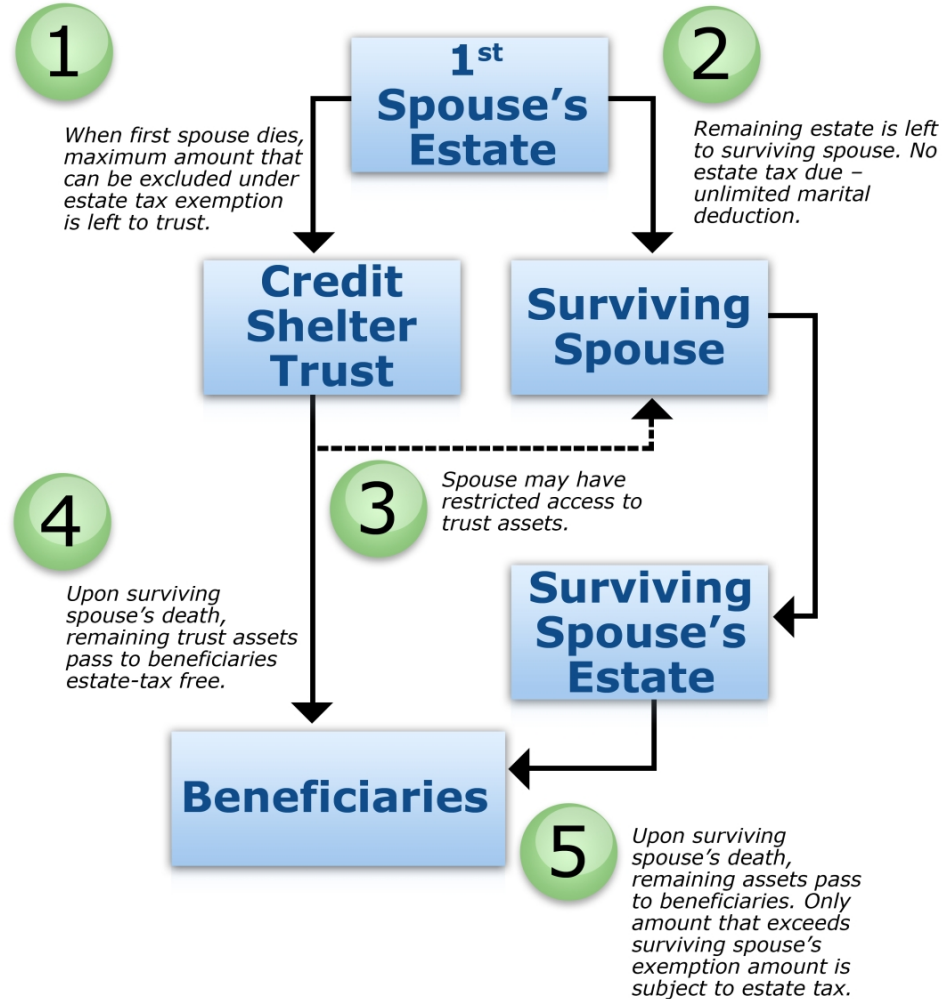 1
When first spouse dies,
maximum amount that
can be excluded under
estate tax exemption
is left to trust.
1st
Spouse’s
Estate
2
Remaining estate is left
to surviving spouse. No
estate tax due –
unlimited marital
deduction.
Credit
Shelter
Trust
Surviving
Spouse
3
Spouse may have
restricted access to
trust assets.
4
Upon surviving
spouse’s death,
remaining trust assets
pass to beneficiaries
estate-tax free.
Surviving
Spouse’s
Estate
Beneficiaries
5
Upon surviving
spouse’s death,
remaining assets pass
to beneficiaries. Only
amount that exceeds
surviving spouse’s
exemption amount is
subject to estate tax.